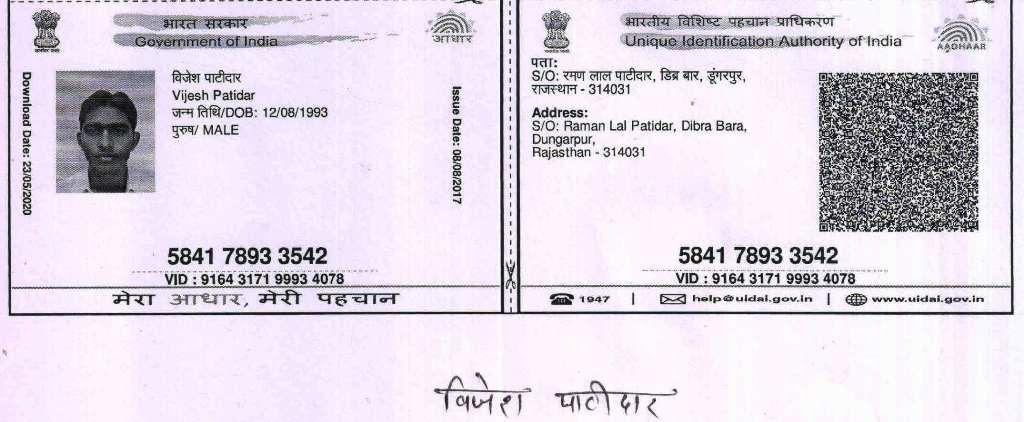 भारत सरकार
Government of India
आधार
Download Date: 23/05/2020
विजेश पाटीदार
Vijesh Patidar
जन्म तिथि/DOB: 12/08/1993
पुरुष/ MALE
Issue Date: 08/08/2017
5841 7893 3542
VID : 9164 3171 9993 4078
मेरा आधार, मेरी पहचान
भारतीय विशिष्ट पहचान प्राधिकरण
Unique Identification Authority of India
AADHAAR
पता:
S/O: रमण लाल पाटीदार, डिब्र बार, डूंगरपुर,
राजस्थान - 314031
Address:
S/O: Raman Lal Patidar, Dibra Bara,
Dungarpur,
Rajasthan - 314031
5841 7893 3542
VID : 9164 3171 9993 4078
1947 | help@uidai.gov.in | www.uidai.gov.in
विजेश पाटीदार